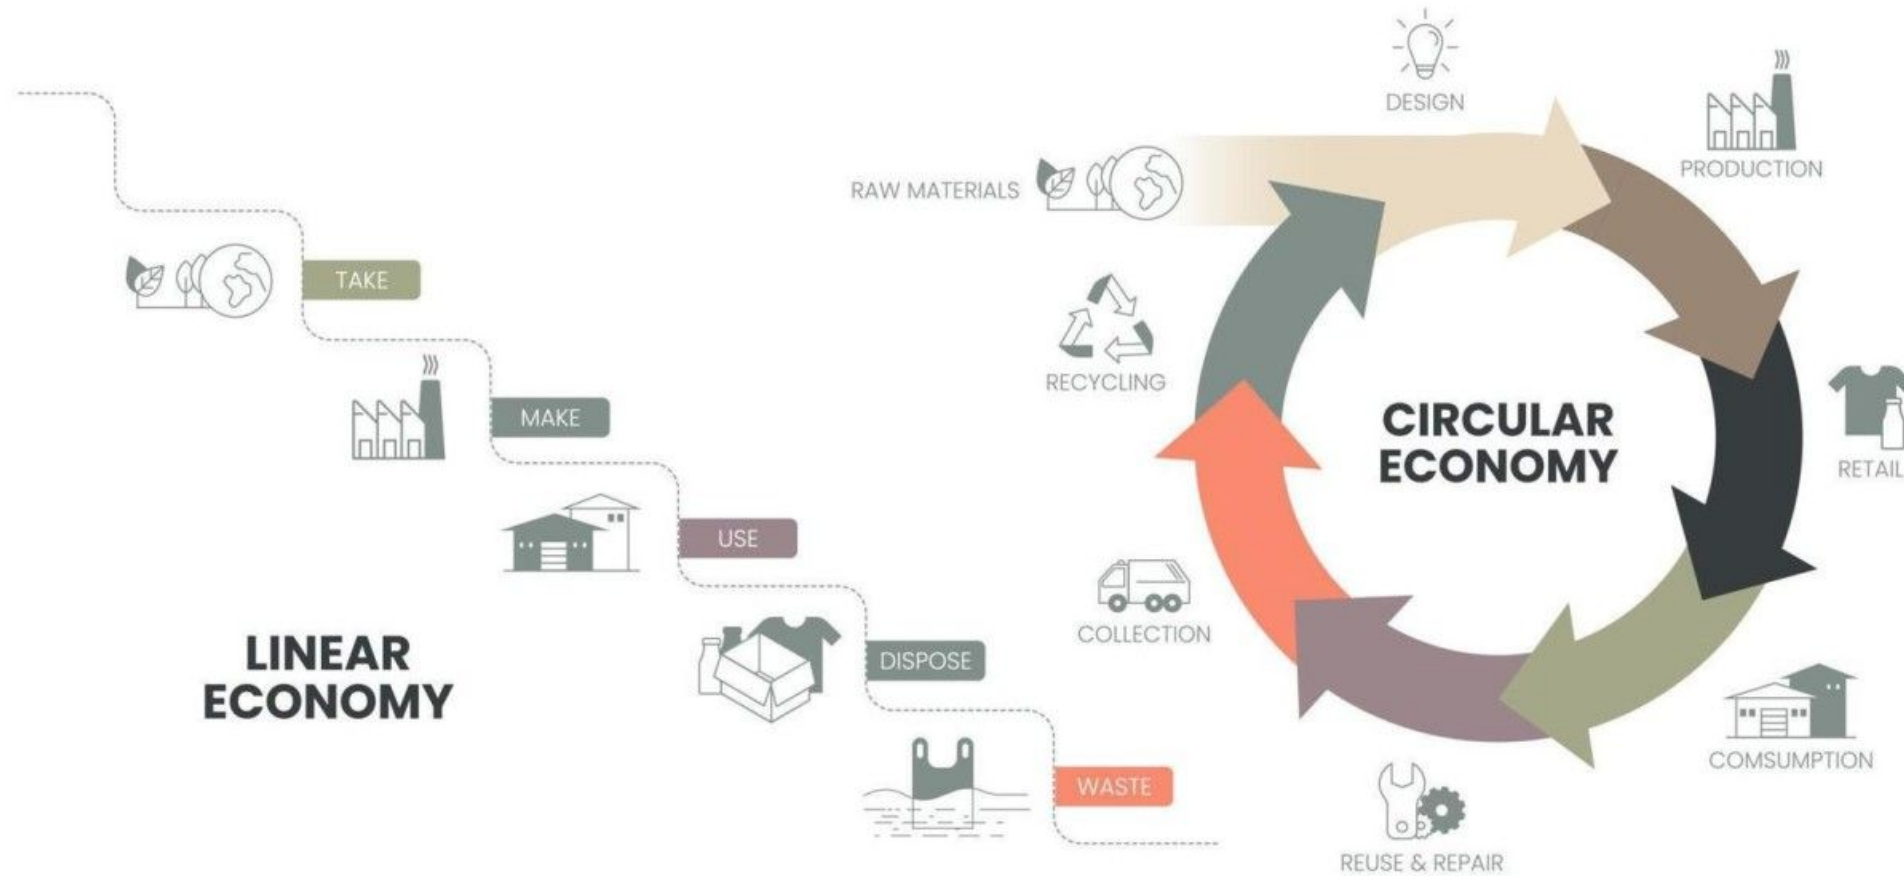 TAKE
MAKE
USE
DISPOSE
WASTE
LINEAR
ECONOMY
DESIGN
PRODUCTION
RAW MATERIALS
RECYCLING
CIRCULAR
ECONOMY
RETAIL
COLLECTION
COMSUMPTION
REUSE & REPAIR